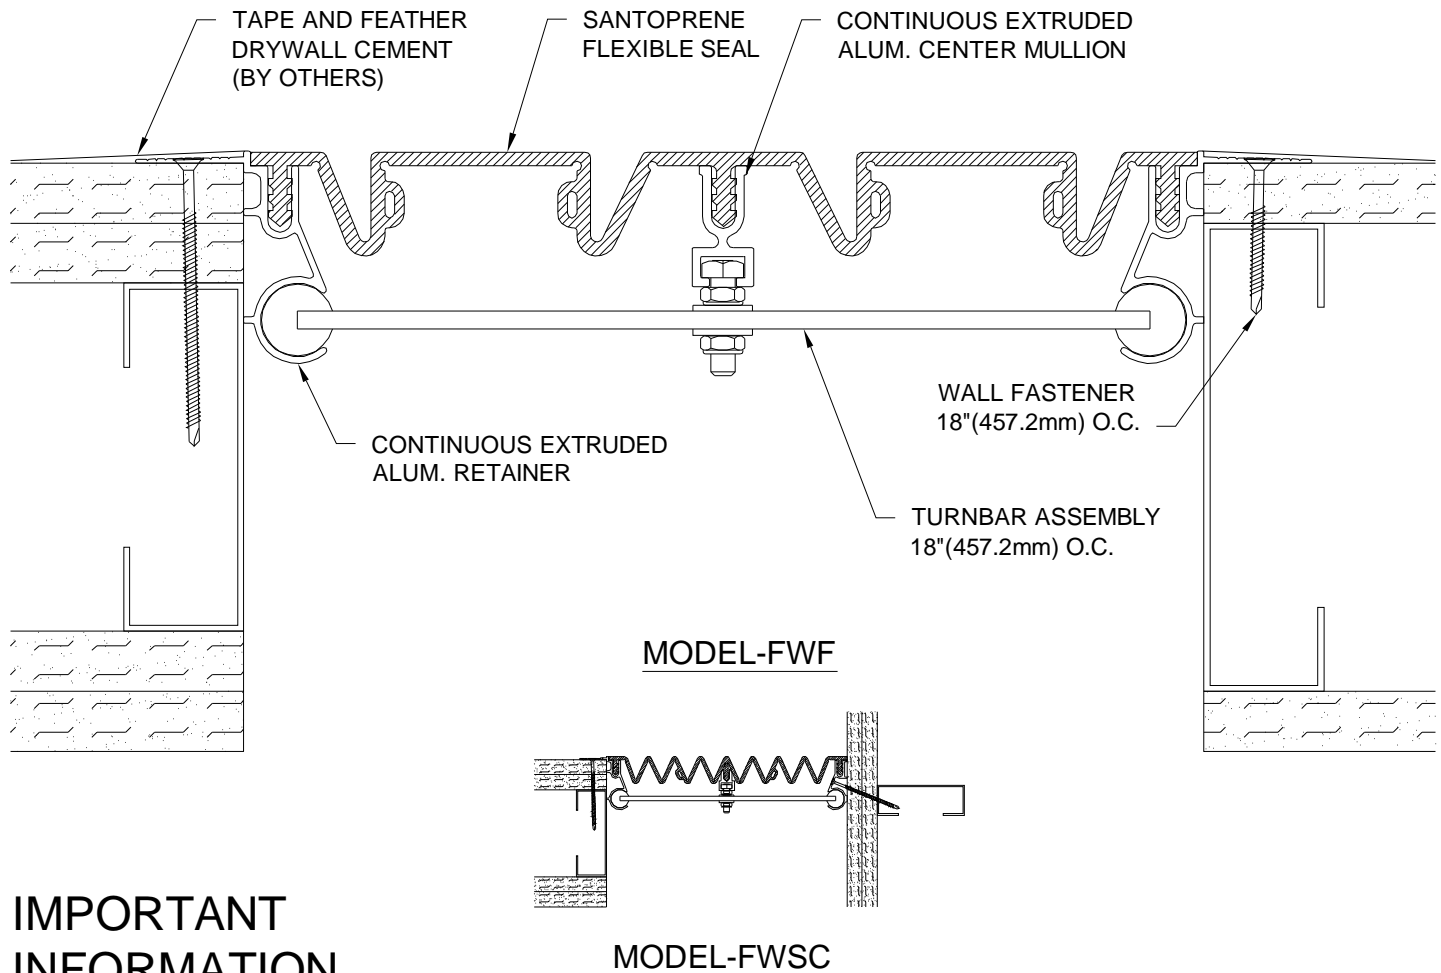 TAPE AND FEATHER
DRYWALL CEMENT
(BY OTHERS)
SANTOPRENE
FLEXIBLE SEAL
CONTINUOUS EXTRUDED
ALUM. CENTER MULLION
WALL FASTENER
18"(457.2mm) O.C.
CONTINUOUS EXTRUDED
ALUM. RETAINER
TURNBAR ASSEMBLY
18"(457.2mm) O.C.
MODEL-FWF
MODEL-FWSC
IMPORTANT
INFORMATION